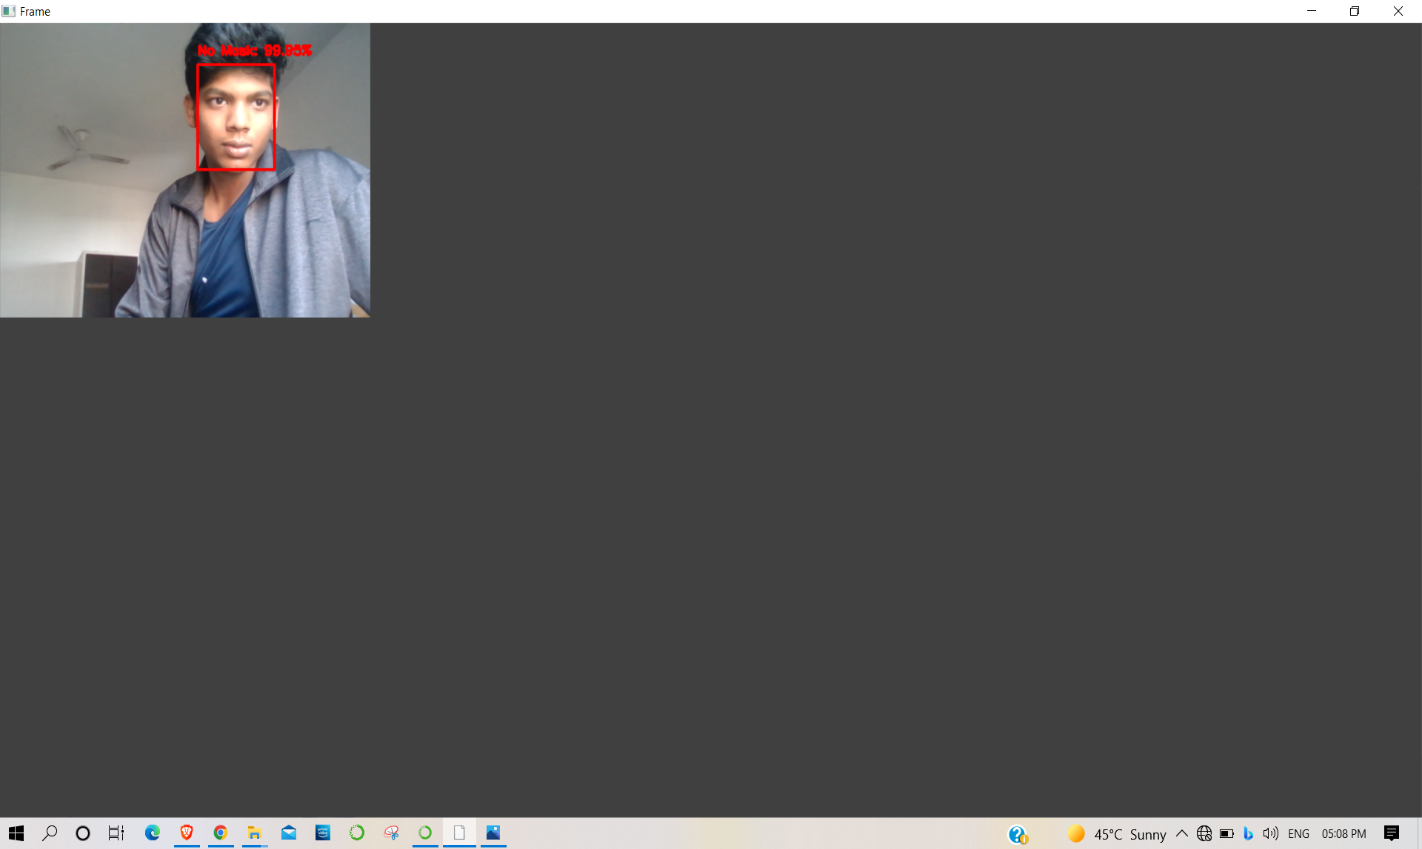 Frame
No Mask: 99.95%
45°C Sunny
ENG
05:08 PM